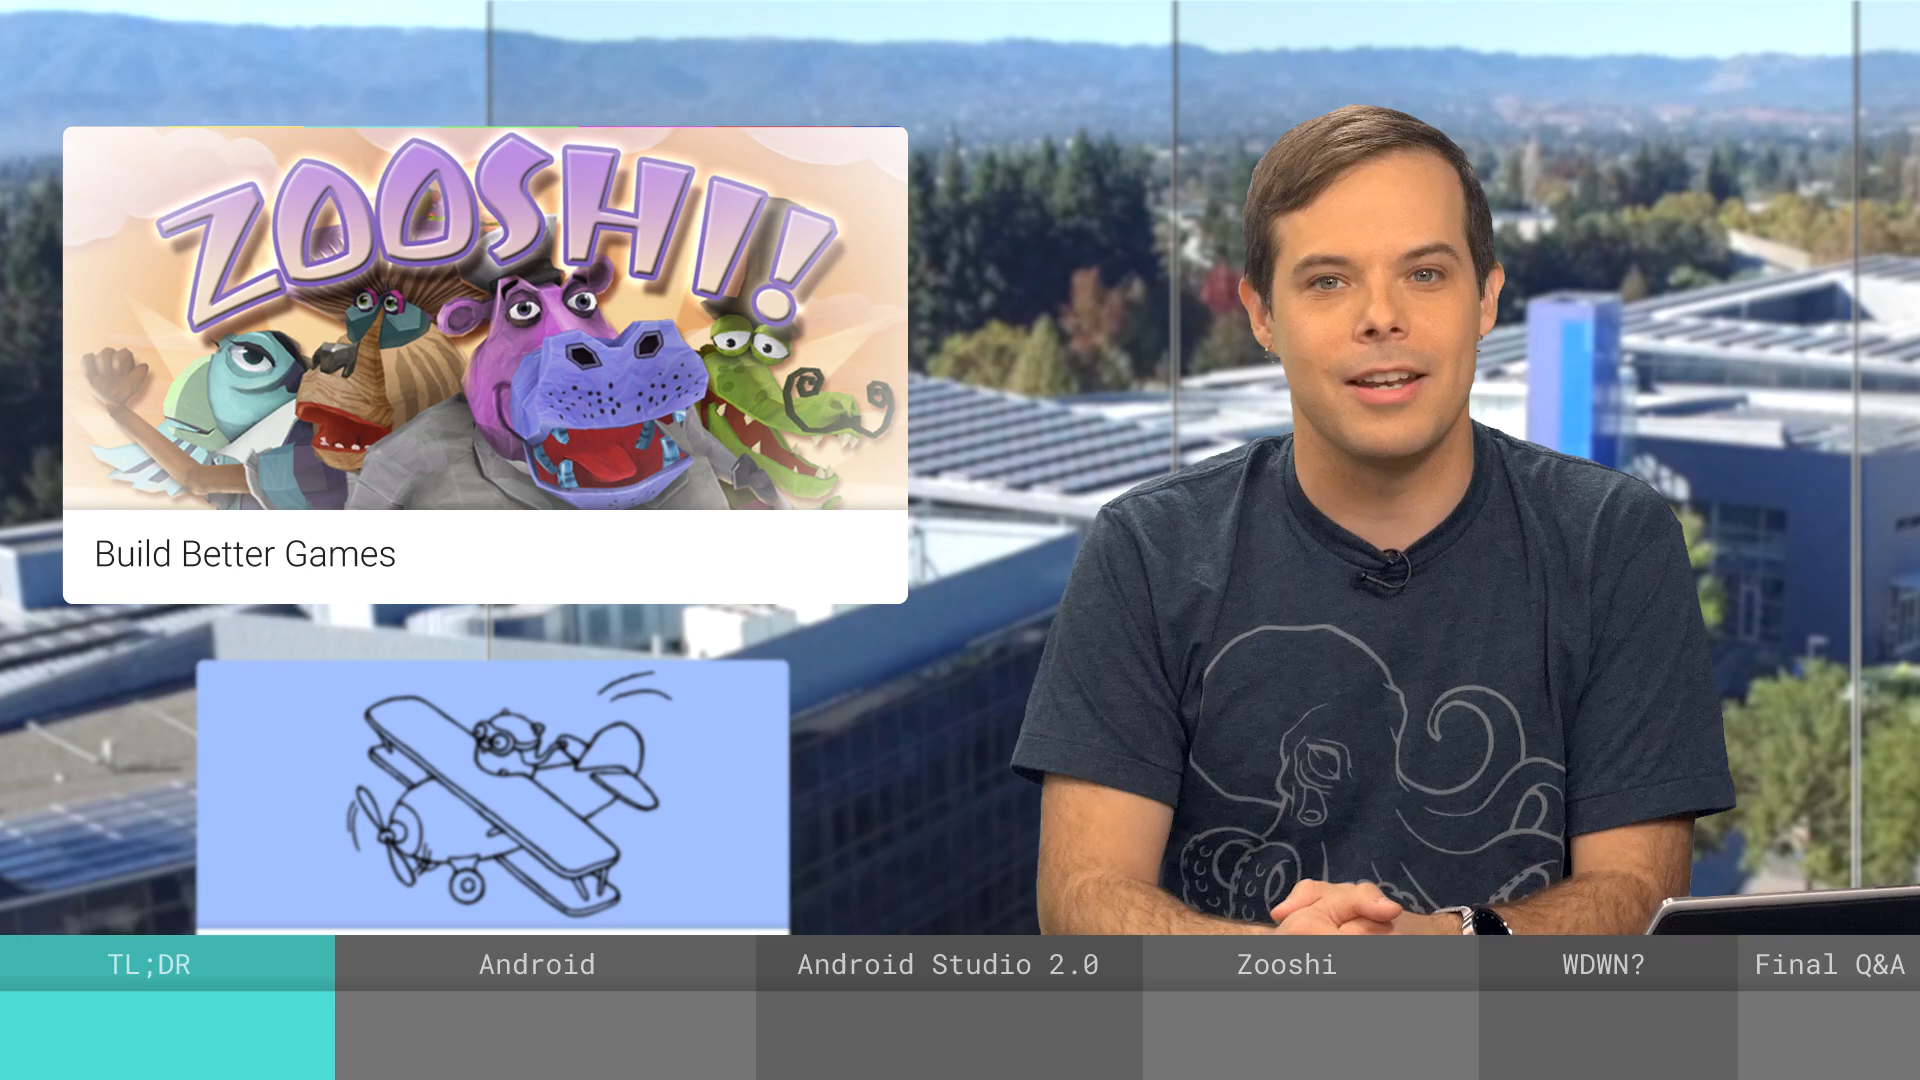 ZOOSHI!
Build Better Games
TL;DR
Android
Android Studio 2.0
Zooshi
WDWN?
Final Q&A